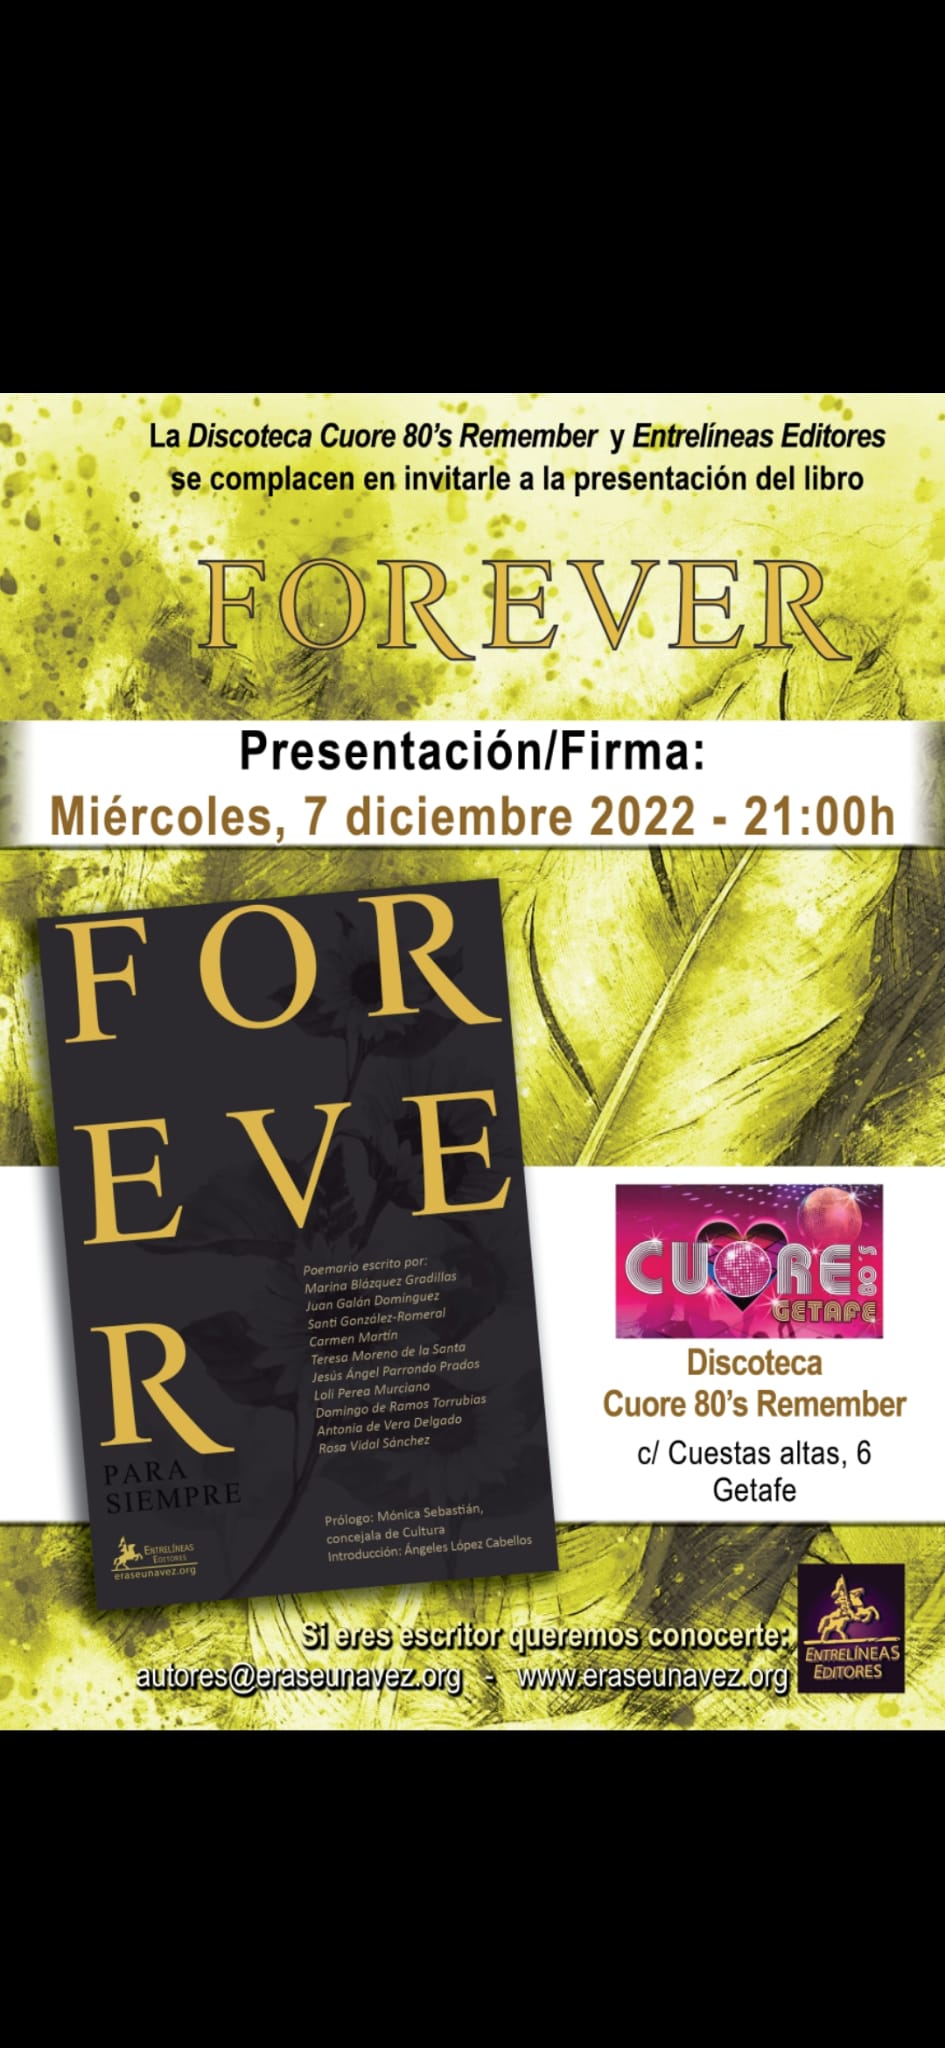 La Discoteca Cuore 80's Remember y Entrelíneas Editores
se complacen en invitarle a la presentación del libro
FOREVER
Presentación/Firma:
Miércoles, 7 diciembre 2022 - 21:00h
FOR
EVE
R
PARA
SIEMPRE
Poemario escrito por:
Marina Blázquez Gradillas
Juan Galán Domínguez
Santi González-Romeral
Carmen Martín
Teresa Moreno de la Santa
Jesús Ángel Parrondo Prados
Loli Perea Murciano
Domingo de Ramos Torrubias
Antonia de Vera Delgado
Rosa Vidal Sánchez
Prólogo: Mónica Sebastián,
concejala de Cultura
Introducción: Ángeles López Cabellos
ENTRELÍNEAS
EDITORES
eraseunavez.org
CUORE 80's
GETAFE
Discoteca
Cuore 80's Remember
c/ Cuestas altas, 6
Getafe
Si eres escritor queremos conocerte:
autores@eraseunavez.org - www.eraseunavez.org
ENTRELÍNEAS
EDITORES